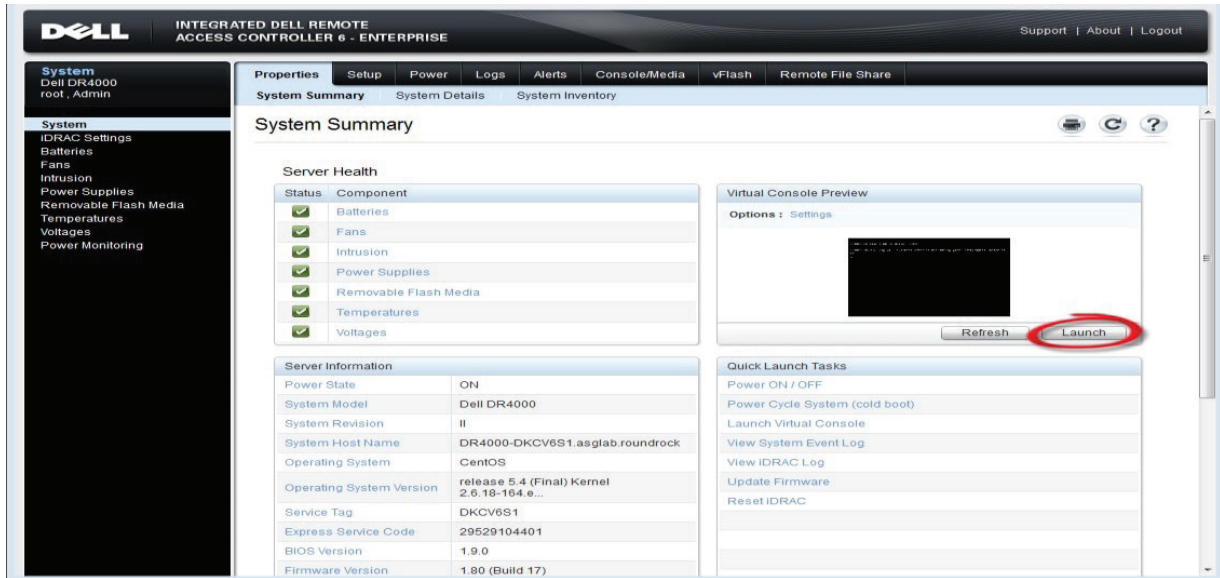 DELL
INTEGRATED DELL REMOTE
ACCESS CONTROLLER 6 - ENTERPRISE
Support | About | Logout
System
Dell DR4000
root , Admin
System
iDRAC Settings
Batteries
Fans
Intrusion
Power Supplies
Removable Flash Media
Temperatures
Voltages
Power Monitoring
Properties Setup Power Logs Alerts Console/Media vFlash Remote File Share
System Summary System Details System Inventory
System Summary
?
Server Health
Status Component
Batteries
Fans
Intrusion
Power Supplies
Removable Flash Media
Temperatures
Voltages
Virtual Console Preview
Options : Settings
Refresh Launch
Server Information
Power State ON
System Model Dell DR4000
System Revision II
System Host Name DR4000-DKCV6S1.asglab.roundrock
Operating System CentOS
Operating System Version release 5.4 (Final) Kernel
2.6.18-164.e...
Service Tag DKCV6S1
Express Service Code 29529104401
BIOS Version 1.9.0
Firmware Version 1.80 (Build 17)
Quick Launch Tasks
Power ON / OFF
Power Cycle System (cold boot)
Launch Virtual Console
View System Event Log
View iDRAC Log
Update Firmware
Reset iDRAC